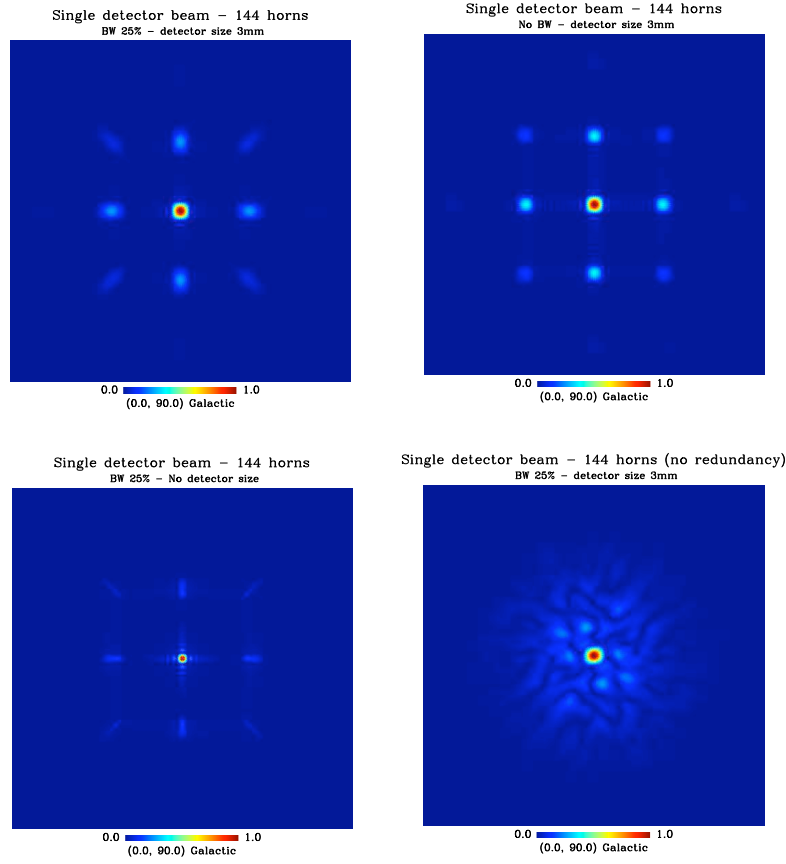 Single detector beam – 144 horns
BW 25% – detector size 3mm
0.0 1.0
(0.0, 90.0) Galactic
Single detector beam – 144 horns
No BW – detector size 3mm
0.0 1.0
(0.0, 90.0) Galactic
Single detector beam – 144 horns
BW 25% – No detector size
0.0 1.0
(0.0, 90.0) Galactic
Single detector beam – 144 horns (no redundancy)
BW 25% – detector size 3mm
0.0 1.0
(0.0, 90.0) Galactic